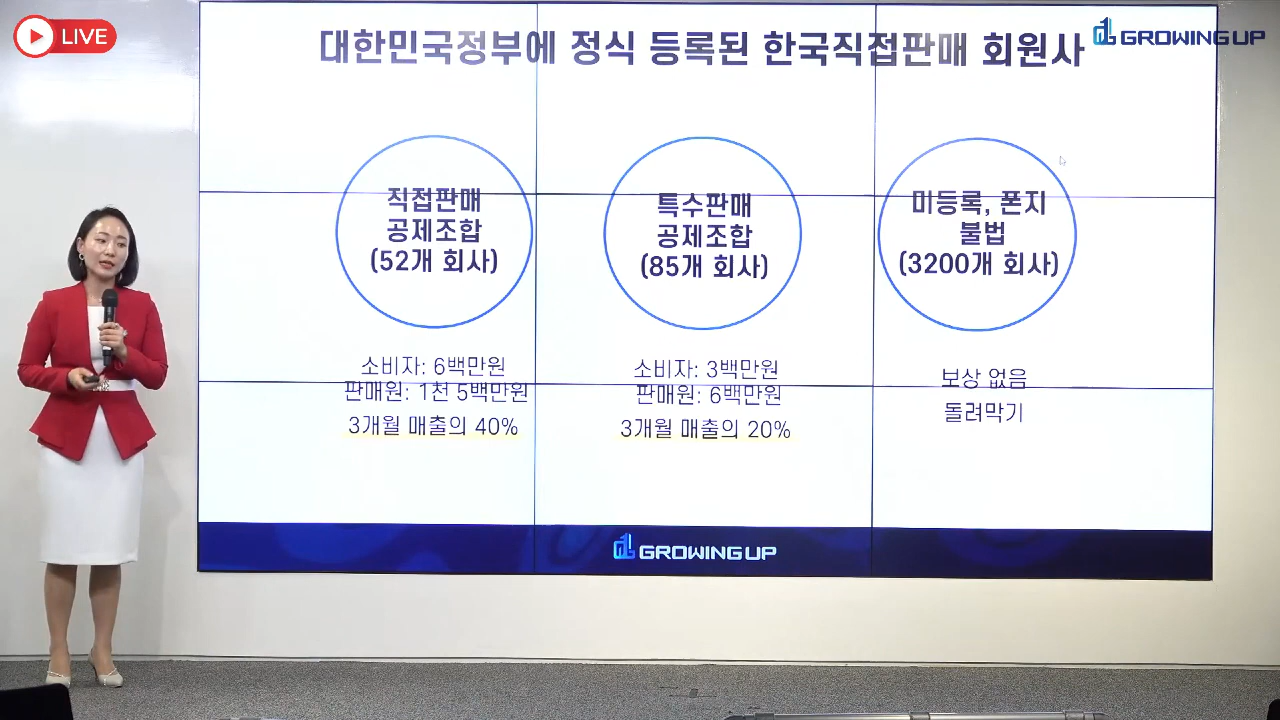 LIVE
대한민국정부에 정식 등록된 한국직접판매 회원사
GROWING UP
직접판매
공제조합
(52개 회사)
소비자: 6백만원
판매원: 1천 5백만원
3개월 매출의 40%
특수판매
공제조합
(85개 회사)
소비자: 3백만원
판매원: 6백만원
3개월 매출의 20%
미등록, 폰지
불법
(3200개 회사)
보상 없음
돌려막기
GROWING UP